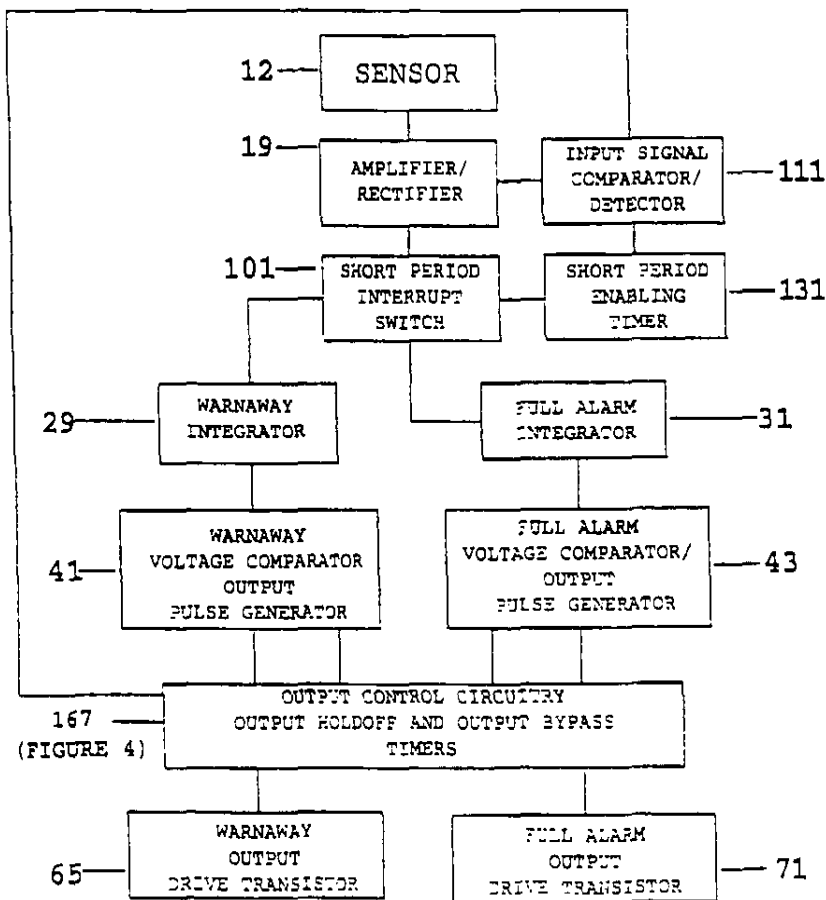 12
SENSOR
19
AMPLIFIER/
RECTIFIER
INPUT SIGNAL
COMPARATOR/
DETECTOR
111
101
SHORT PERIOD
INTERRUPT
SWITCH
SHORT PERIOD
ENABLING
TIMER
131
29
WARNAWAY
INTEGRATOR
FULL ALARM
INTEGRATOR
31
41
WARNAWAY
VOLTAGE COMPARATOR
OUTPUT
PULSE GENERATOR
FULL ALARM
VOLTAGE COMPARATOR/
OUTPUT
PULSE GENERATOR
43
167
(FIGURE 4)
OUTPUT CONTROL CIRCUITRY
OUTPUT HOLDOFF AND OUTPUT BYPASS
TIMERS
65
WARNAWAY
OUTPUT
DRIVE TRANSISTOR
FULL ALARM
OUTPUT
DRIVE TRANSISTOR
71